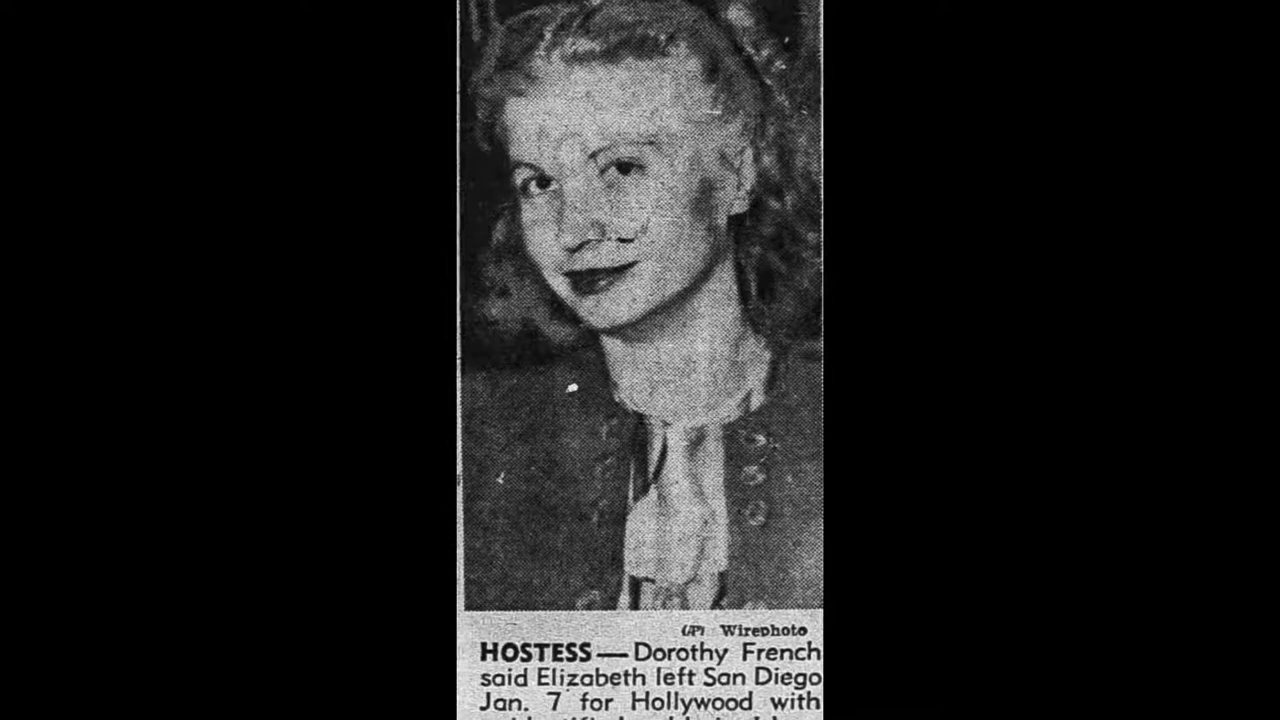 (AP) Wirephoto
HOSTESS—Dorothy French
said Elizabeth left San Diego
Jan. 7 for Hollywood with